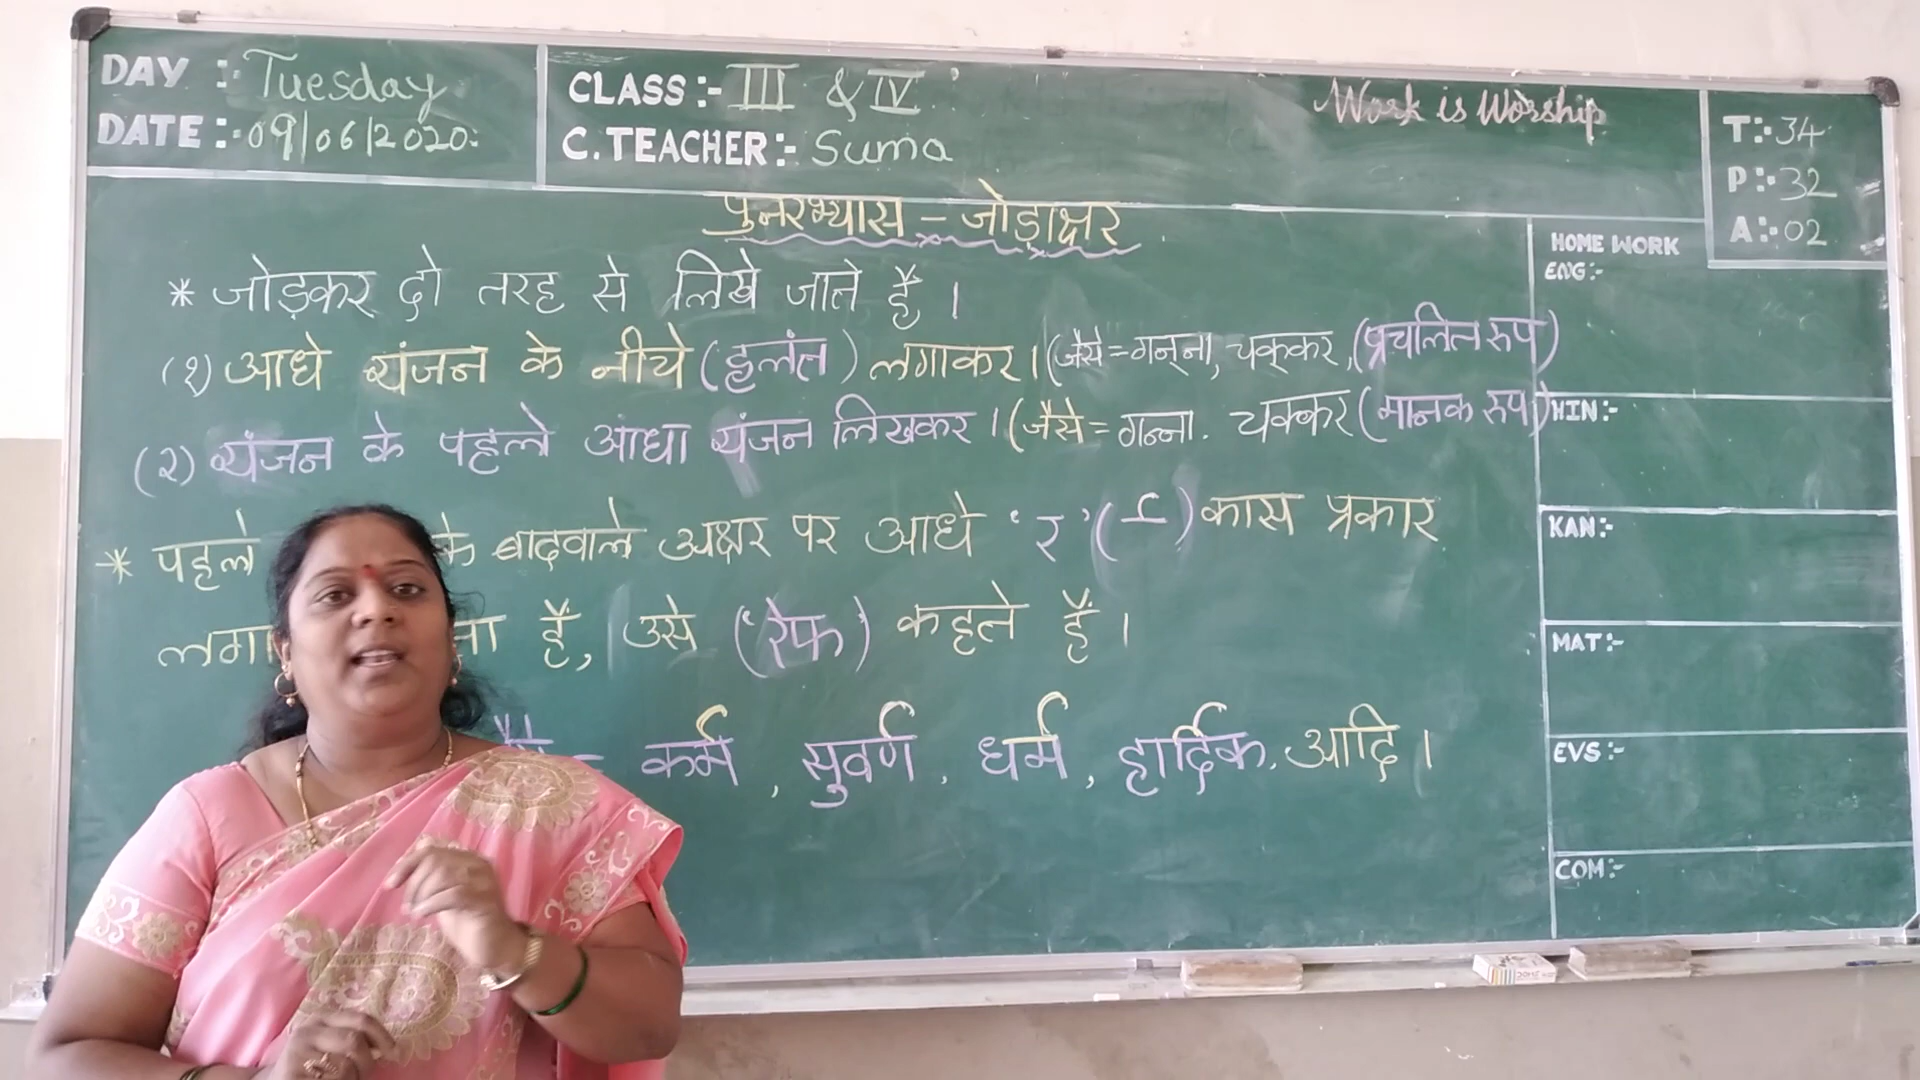 DAY :- Tuesday
DATE :- 09/06/2020.
CLASS :- III & IV
C. TEACHER :- Suma
Work is Worship
T:- 34
P:- 32
A:- 02
पुनरभ्यास – जोड़ाक्षर
* जोड़कर दो तरह से लिखे जाते हैं ।
(१) आधे व्यंजन के नीचे (हलंत) लगाकर । (जैसे = गन्‌ना, चक्‌कर, (प्रचलित रुप)
(२) व्यंजन के पहले आधा व्यंजन लिखकर । (जैसे = गन्ना. चक्कर (मानक रुप)
* पहले के बादवाले अक्षर पर आधे 'र' (र्) कास प्रकार
लगा ता हैं, उसे ('रेफ') कहते हैं ।
कर्म, सुवर्ण, धर्म, हार्दिक, आदि ।
HOME WORK
ENG :-
HIN :-
KAN :-
MAT :-
EVS :-
COM :-